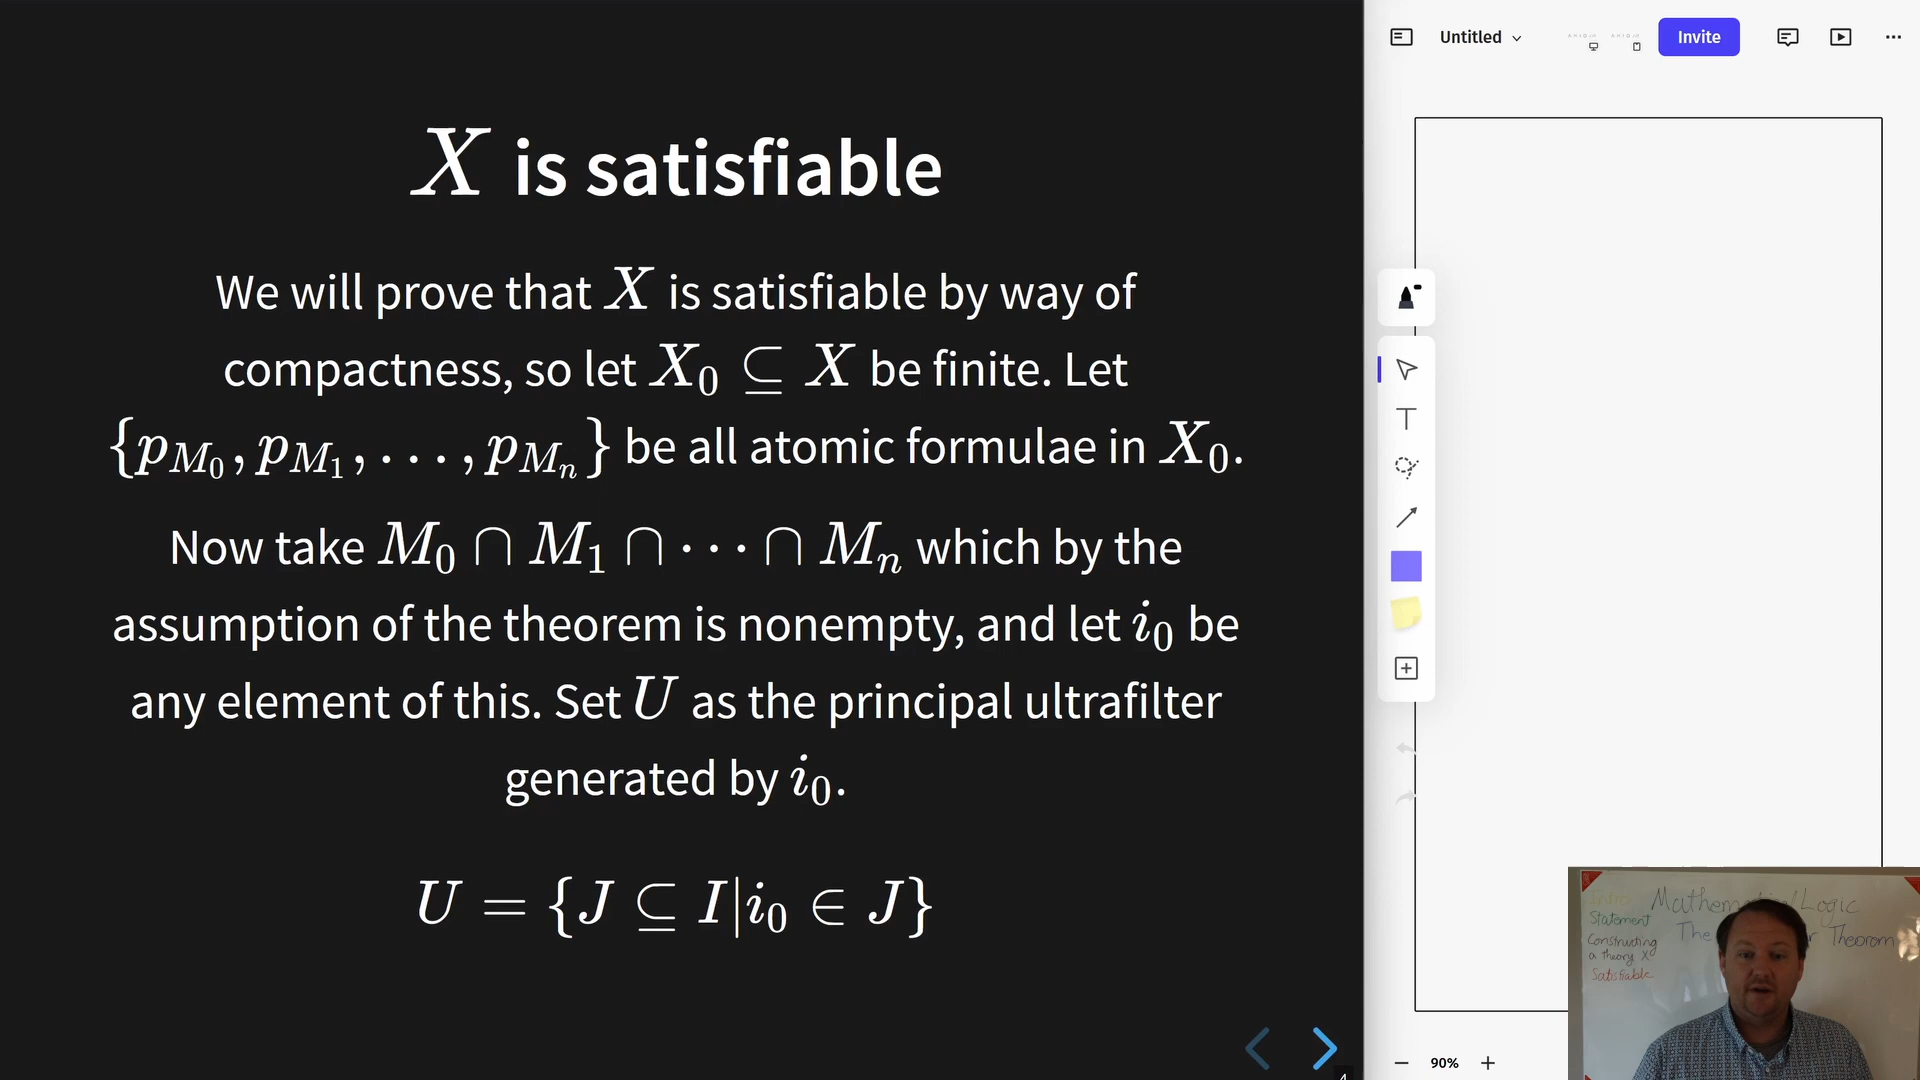 X is satisfiable
We will prove that X is satisfiable by way of
compactness, so let X₀ ⊆ X be finite. Let
{p_{M₀}, p_{M₁}, . . . , p_{Mₙ}} be all atomic formulae in X₀.
Now take M₀ ∩ M₁ ∩ ⋯ ∩ Mₙ which by the
assumption of the theorem is nonempty, and let i₀ be
any element of this. Set U as the principal ultrafilter
generated by i₀.
U = {J ⊆ I|i₀ ∈ J}
Untitled
Invite
T
90%
Mathematical Logic
Statement
The
Theorem
Constructing
a theory X
Satisfiable